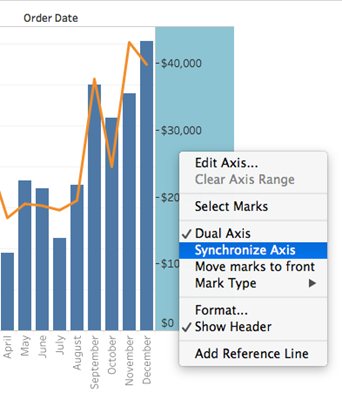 Order Date
$40,000
$30,000
$20
$10
$0
Edit Axis...
Clear Axis Range
Select Marks
✓ Dual Axis
Synchronize Axis
Move marks to front
Mark Type ▶
Format...
✓ Show Header
Add Reference Line
April
May
June
July
August
September
October
November
December